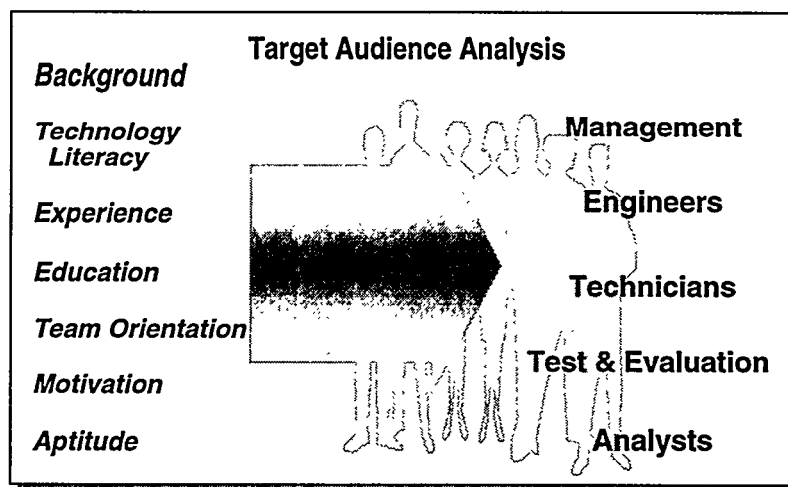 Target Audience Analysis
Background
Technology
Literacy
Experience
Education
Team Orientation
Motivation
Aptitude
Management
Engineers
Technicians
Test & Evaluation
Analysts